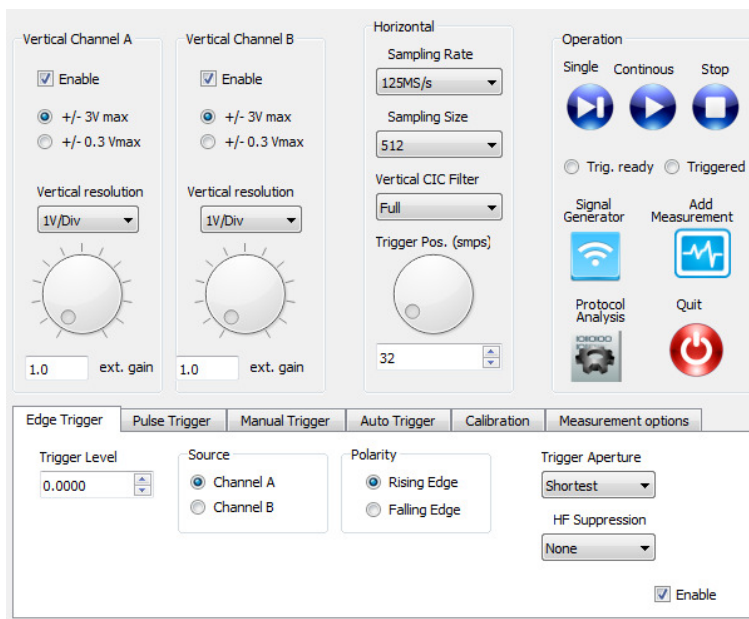 Vertical Channel A
Enable
+/- 3V max
+/- 0.3 Vmax
Vertical resolution
1V/Div
1.0 ext. gain
Vertical Channel B
Enable
+/- 3V max
+/- 0.3 Vmax
Vertical resolution
1V/Div
1.0 ext. gain
Horizontal
Sampling Rate
125MS/s
Sampling Size
512
Vertical CIC Filter
Full
Trigger Pos. (smps)
32
Operation
Single Continous Stop
Trig. ready Triggered
Signal
Generator
Add
Measurement
Protocol
Analysis
Quit
Edge Trigger Pulse Trigger Manual Trigger Auto Trigger Calibration Measurement options
Trigger Level
0.0000
Source
Channel A
Channel B
Polarity
Rising Edge
Falling Edge
Trigger Aperture
Shortest
HF Suppression
None
Enable